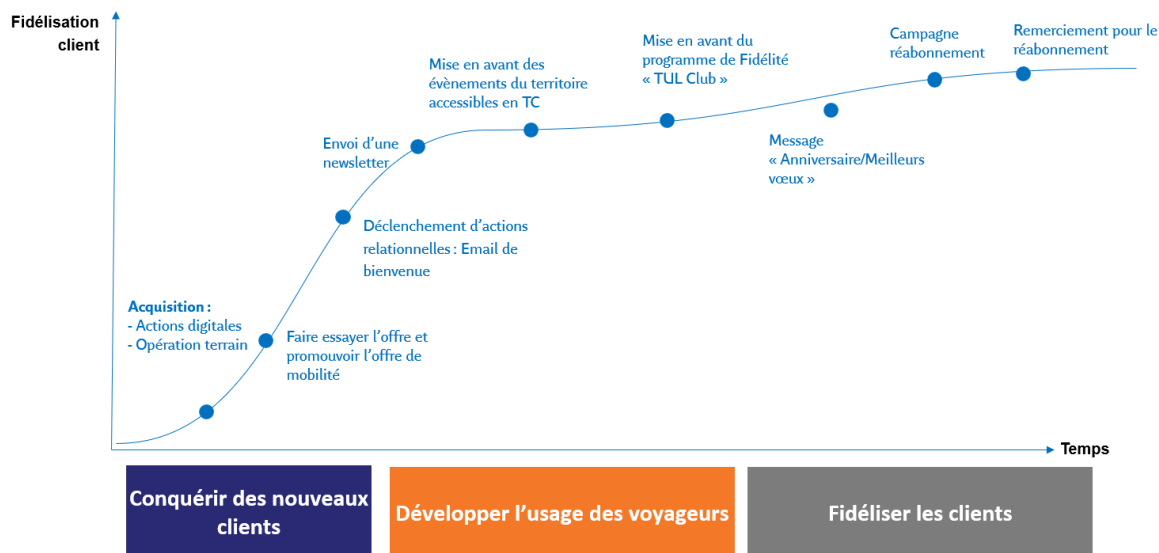 Fidélisation
client
Mise en avant des
évènements du territoire
accessibles en TC
Mise en avant du
programme de Fidélité
« TUL Club »
Campagne
réabonnement
Remerciement pour le
réabonnement
Envoi d’une
newsletter
Message
« Anniversaire/Meilleurs
vœux »
Déclenchement d’actions
relationnelles : Email de
bienvenue
Acquisition :
- Actions digitales
- Opération terrain
Faire essayer l’offre et
promouvoir l’offre de
mobilité
Temps
Conquérir des nouveaux
clients
Développer l’usage des voyageurs
Fidéliser les clients